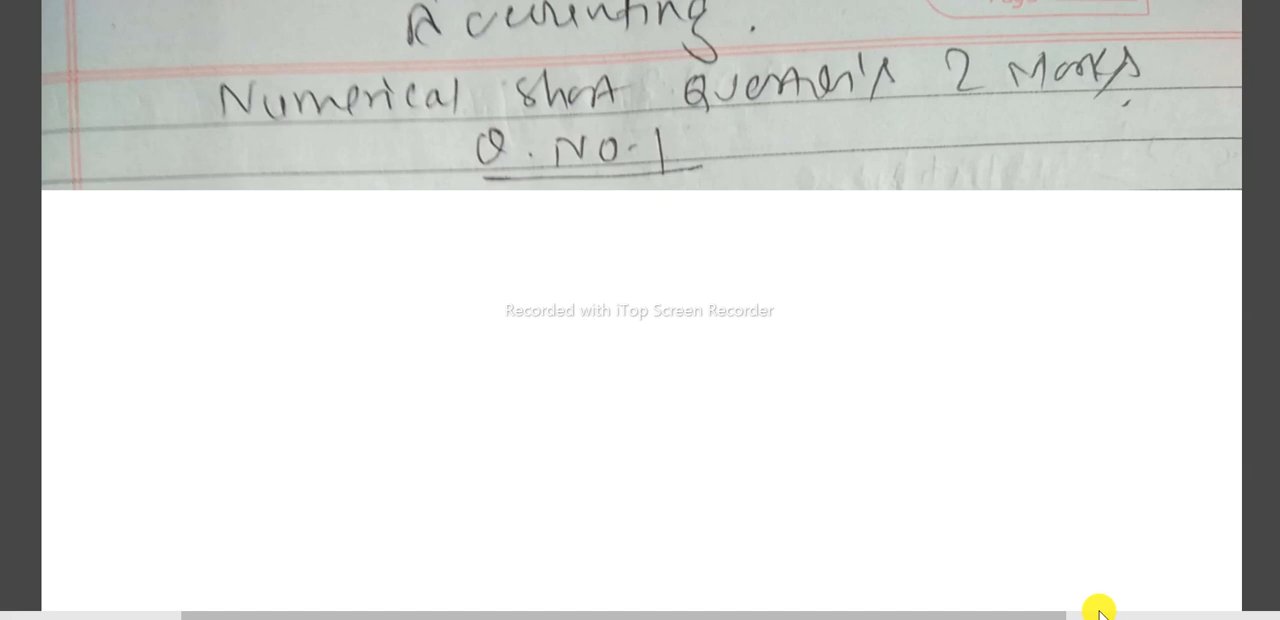 Accounting.
Numerical short Question's 2 Marks.
Q.NO.1
Recorded with iTop Screen Recorder